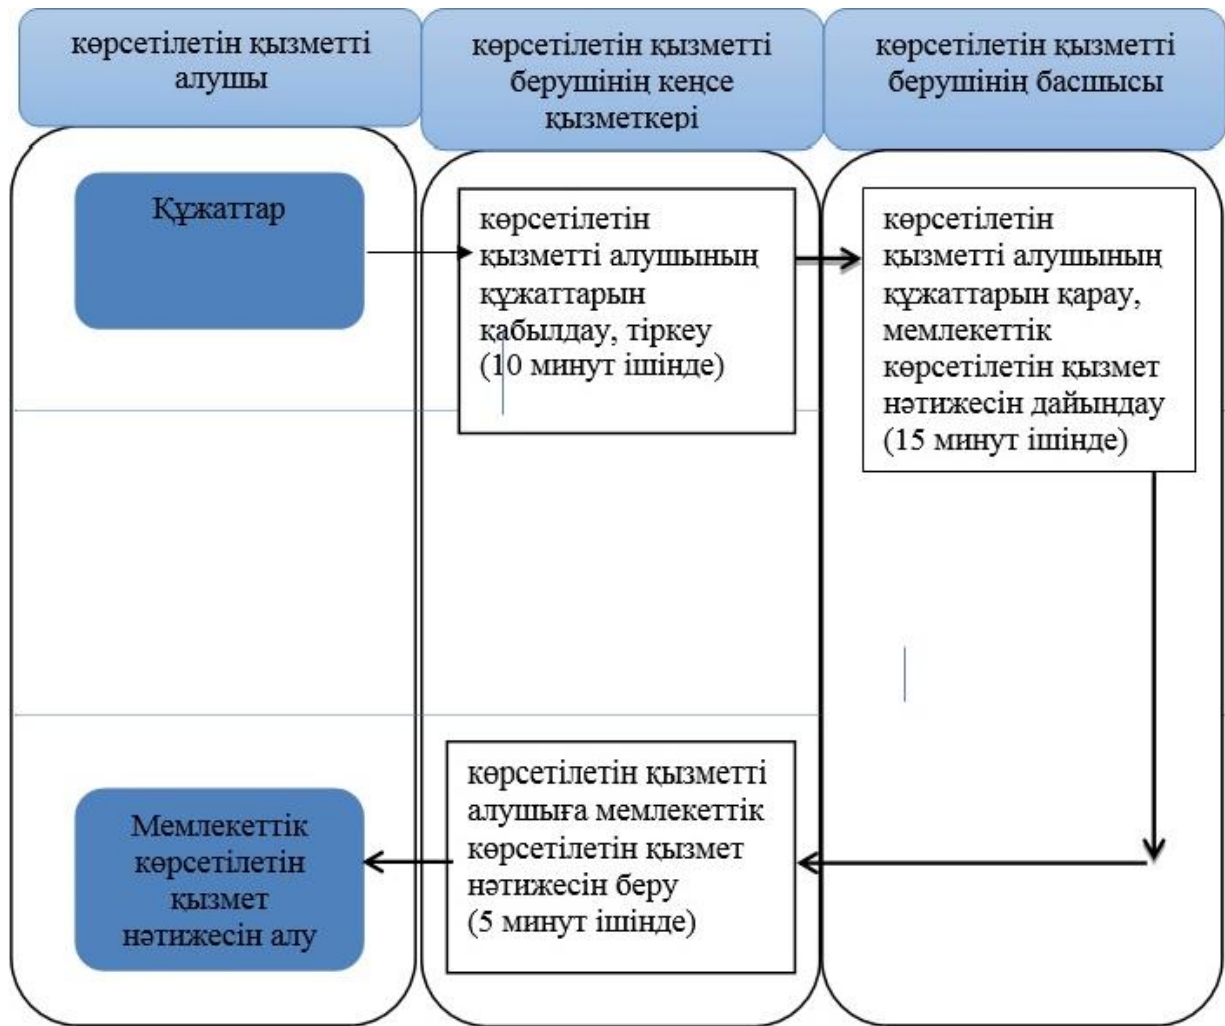 көрсетілетін қызметті
алушы
көрсетілетін қызметті
берушінің кеңсе
қызметкері
көрсетілетін қызметті
берушінің басшысы
Құжаттар
көрсетілетін
қызметті алушының
құжаттарын
қабылдау, тіркеу
(10 минут ішінде)
көрсетілетін
қызметті алушының
құжаттарын қарау,
мемлекеттік
көрсетілетін қызмет
нәтижесін дайындау
(15 минут ішінде)
Мемлекеттік
көрсетілетін
қызмет
нәтижесін алу
көрсетілетін қызметті
алушыға мемлекеттік
көрсетілетін қызмет
нәтижесін беру
(5 минут ішінде)